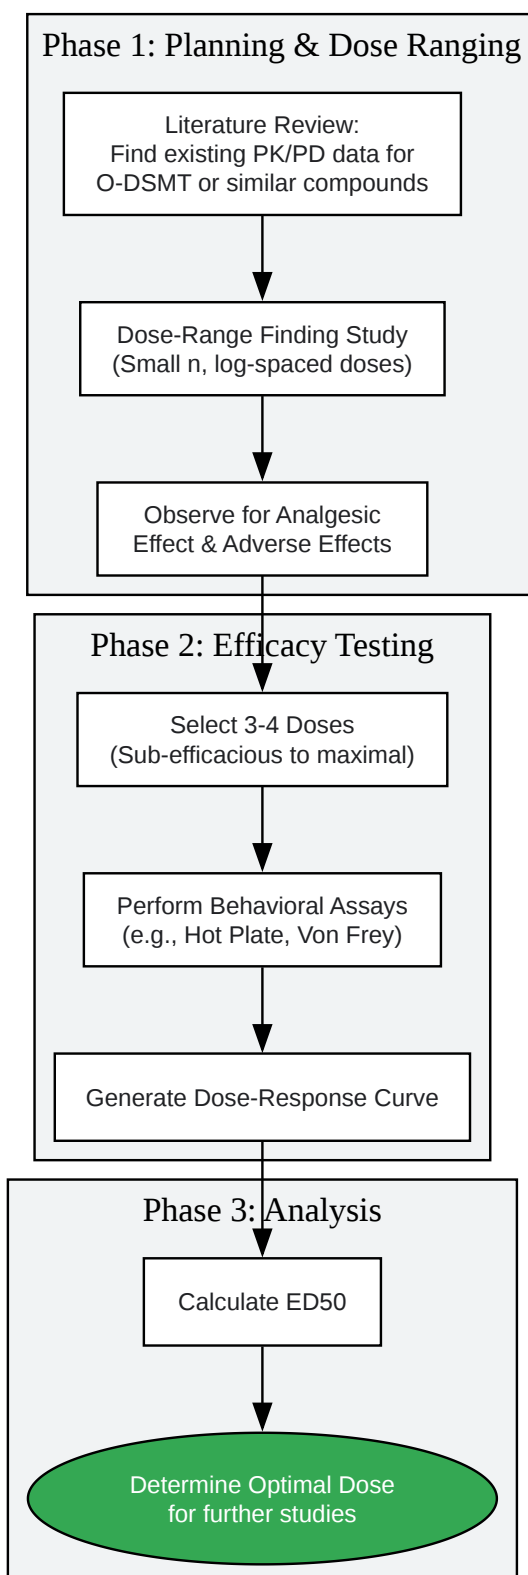 Phase 1: Planning & Dose Ranging
Literature Review:
Find existing PK/PD data for
O-DSMT or similar compounds
Dose-Range Finding Study
(Small n, log-spaced doses)
Observe for Analgesic
Effect & Adverse Effects
Phase 2: Efficacy Testing
Select 3-4 Doses
(Sub-efficacious to maximal)
Perform Behavioral Assays
(e.g., Hot Plate, Von Frey)
Generate Dose-Response Curve
Phase 3: Analysis
Calculate ED50
Determine Optimal Dose
for further studies